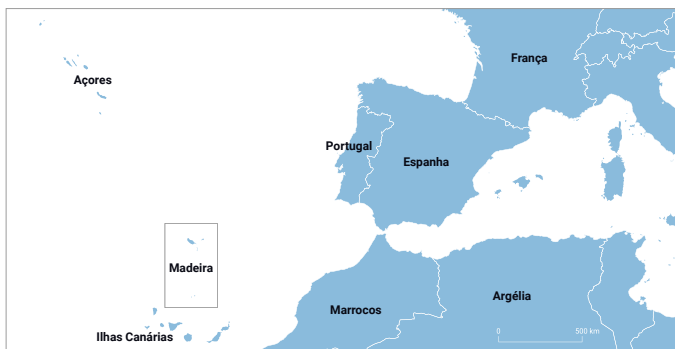 França
Açores
Portugal
Espanha
Madeira
Argélia
Marrocos
0 500 km
Ilhas Canárias